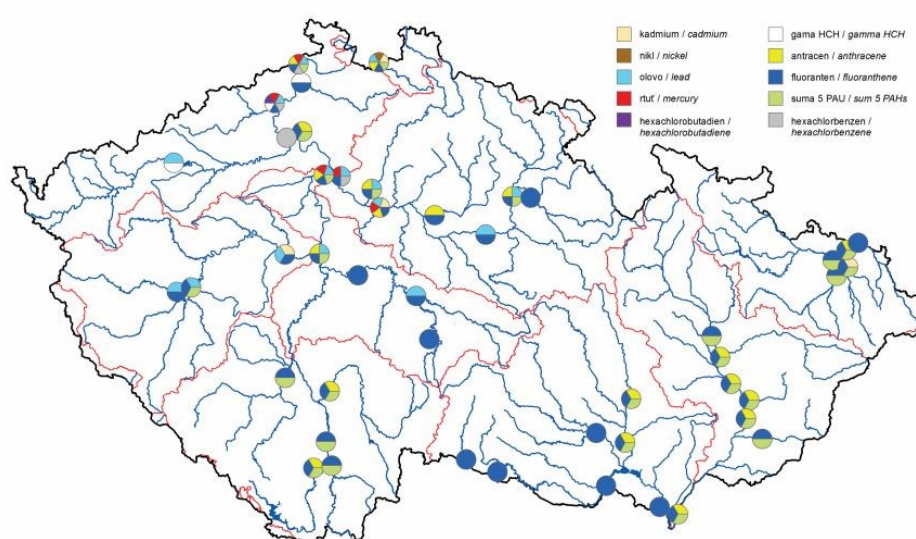 kadmium / cadmium
nikl / nickel
olovo / lead
rtuť / mercury
hexachlorobutadien /
hexachlorobutadiene
gama HCH / gamma HCH
antracen / anthracene
fluoranten / fluoranthene
suma 5 PAU / sum 5 PAHs
hexachlorbenzen /
hexachlorbenzene